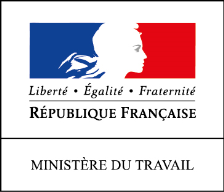 Liberté • Égalité • Fraternité
RÉPUBLIQUE FRANÇAISE
MINISTÈRE DU TRAVAIL